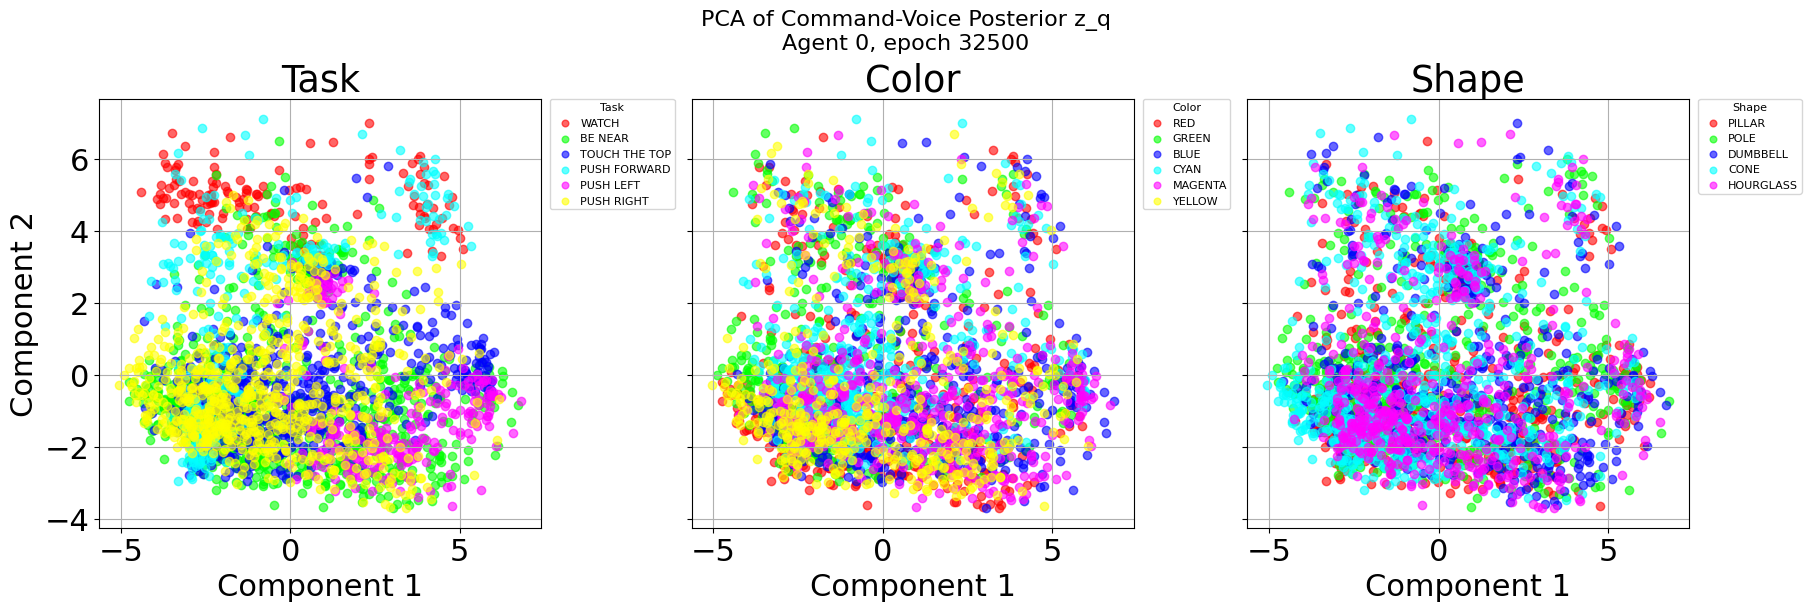 PCA of Command-Voice Posterior z_q
Agent 0, epoch 32500
Task
Color
Shape
Task
WATCH
BE NEAR
TOUCH THE TOP
PUSH FORWARD
PUSH LEFT
PUSH RIGHT
Color
RED
GREEN
BLUE
CYAN
MAGENTA
YELLOW
Shape
PILLAR
POLE
DUMBBELL
CONE
HOURGLASS
Component 2
6
4
2
0
−2
−4
−5 0 5
−5 0 5
−5 0 5
Component 1
Component 1
Component 1